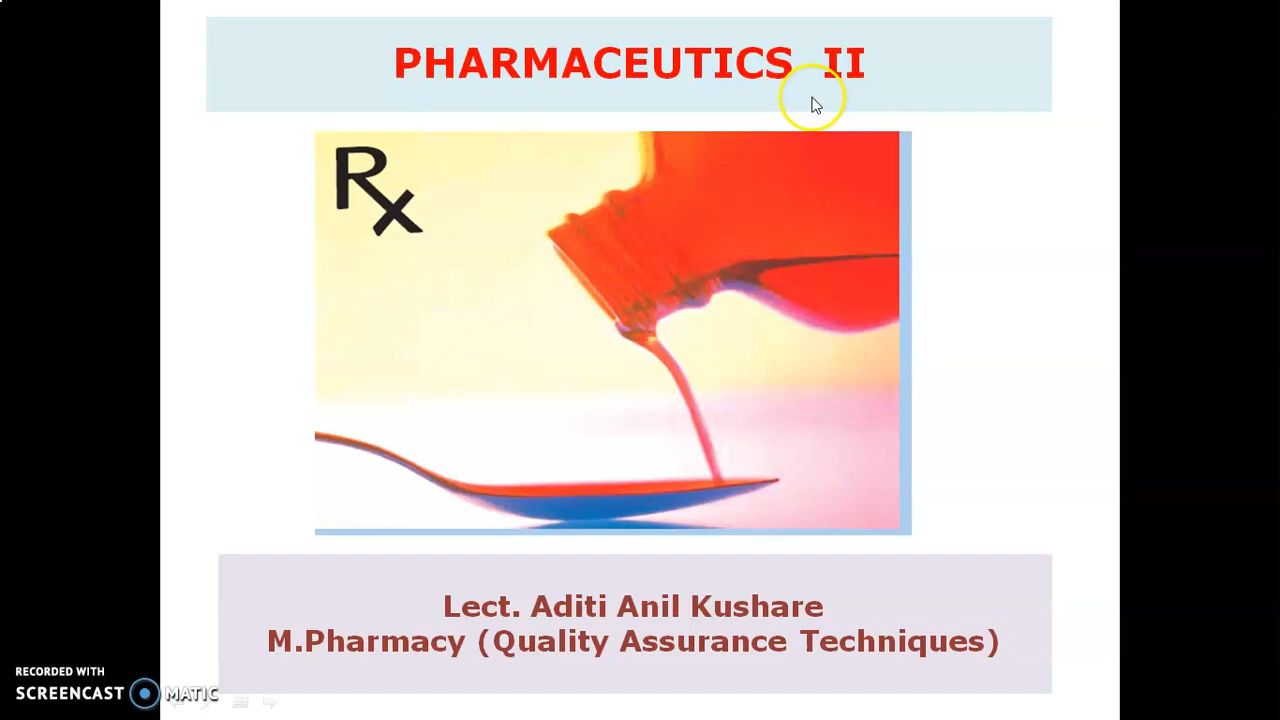 PHARMACEUTICS II
Rx
Lect. Aditi Anil Kushare
M.Pharmacy (Quality Assurance Techniques)
RECORDED WITH
SCREENCAST MATIC